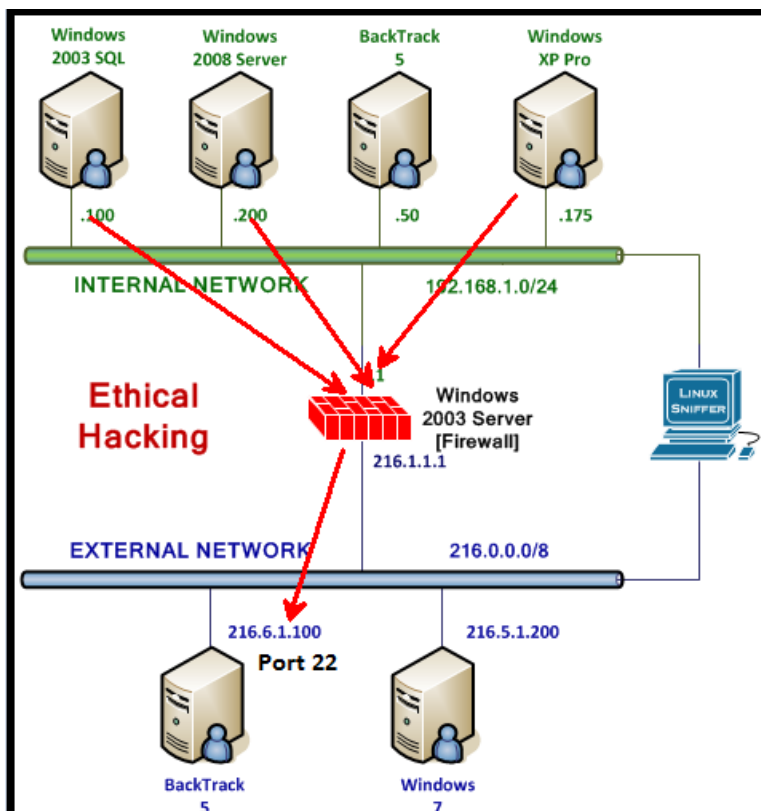 Windows
2003 SQL
Windows
2008 Server
BackTrack
5
Windows
XP Pro
.100
.200
.50
.175
INTERNAL NETWORK
192.168.1.0/24
1
Ethical
Hacking
Windows
2003 Server
[Firewall]
LINUX
SNIFFER
216.1.1.1
EXTERNAL NETWORK
216.0.0.0/8
216.6.1.100
216.5.1.200
Port 22
BackTrack
5
Windows
7